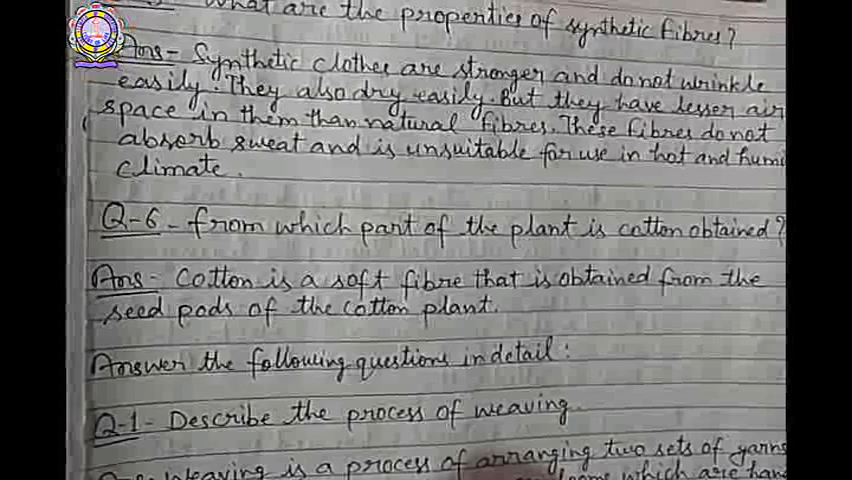 What are the properties of synthetic fibres?
Ans- Synthetic clothes are stronger and do not wrinkle
easily. They also dry easily. But they have lesser air
space in them than natural fibres. These fibres do not
absorb sweat and is unsuitable for use in hot and humi
climate.
Q-6- from which part of the plant is cotton obtained?
Ans- Cotton is a soft fibre that is obtained from the
seed pods of the cotton plant.
Answer the following questions in detail:
Q-1- Describe the process of weaving.
Weaving is a process of arranging two sets of yarns
looms which are han